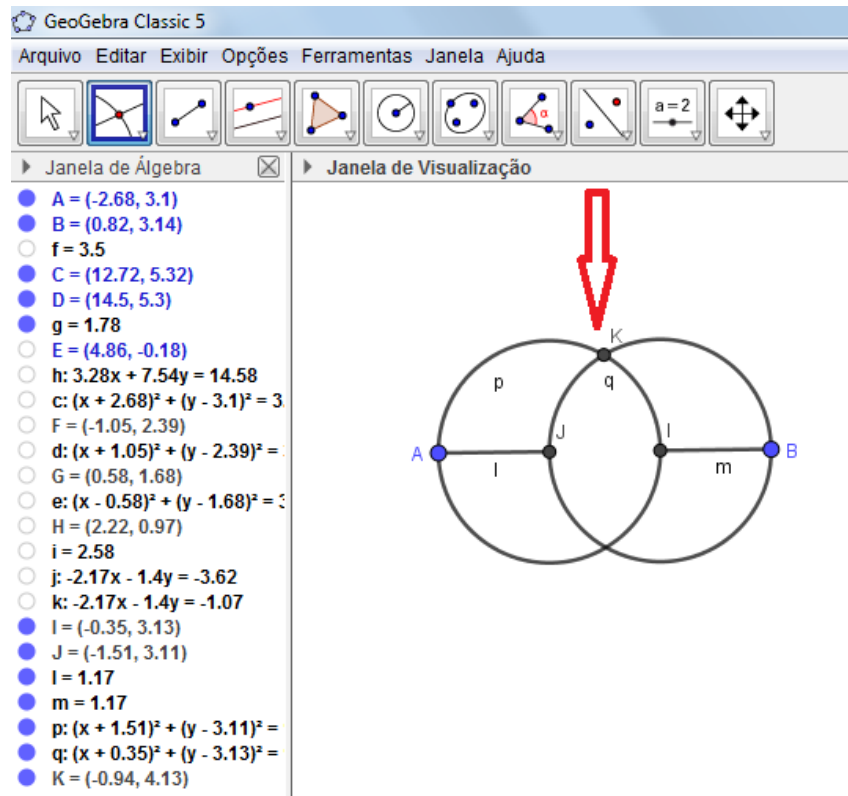 GeoGebra Classic 5
Arquivo Editar Exibir Opções Ferramentas Janela Ajuda
α
a = 2
Janela de Álgebra
Janela de Visualização
A = (-2.68, 3.1)
B = (0.82, 3.14)
f = 3.5
C = (12.72, 5.32)
D = (14.5, 5.3)
g = 1.78
E = (4.86, -0.18)
h: 3.28x + 7.54y = 14.58
c: (x + 2.68)² + (y - 3.1)² = 3.
F = (-1.05, 2.39)
d: (x + 1.05)² + (y - 2.39)² =
G = (0.58, 1.68)
e: (x - 0.58)² + (y - 1.68)² = 3
H = (2.22, 0.97)
i = 2.58
j: -2.17x - 1.4y = -3.62
k: -2.17x - 1.4y = -1.07
I = (-0.35, 3.13)
J = (-1.51, 3.11)
l = 1.17
m = 1.17
p: (x + 1.51)² + (y - 3.11)² =
q: (x + 0.35)² + (y - 3.13)² =
K = (-0.94, 4.13)
K
p
q
J
I
A
B
l
m